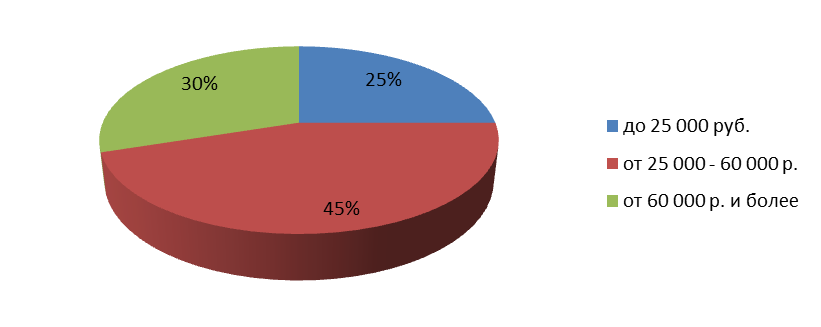 30%
25%
45%
до 25 000 руб.
от 25 000 - 60 000 р.
от 60 000 р. и более